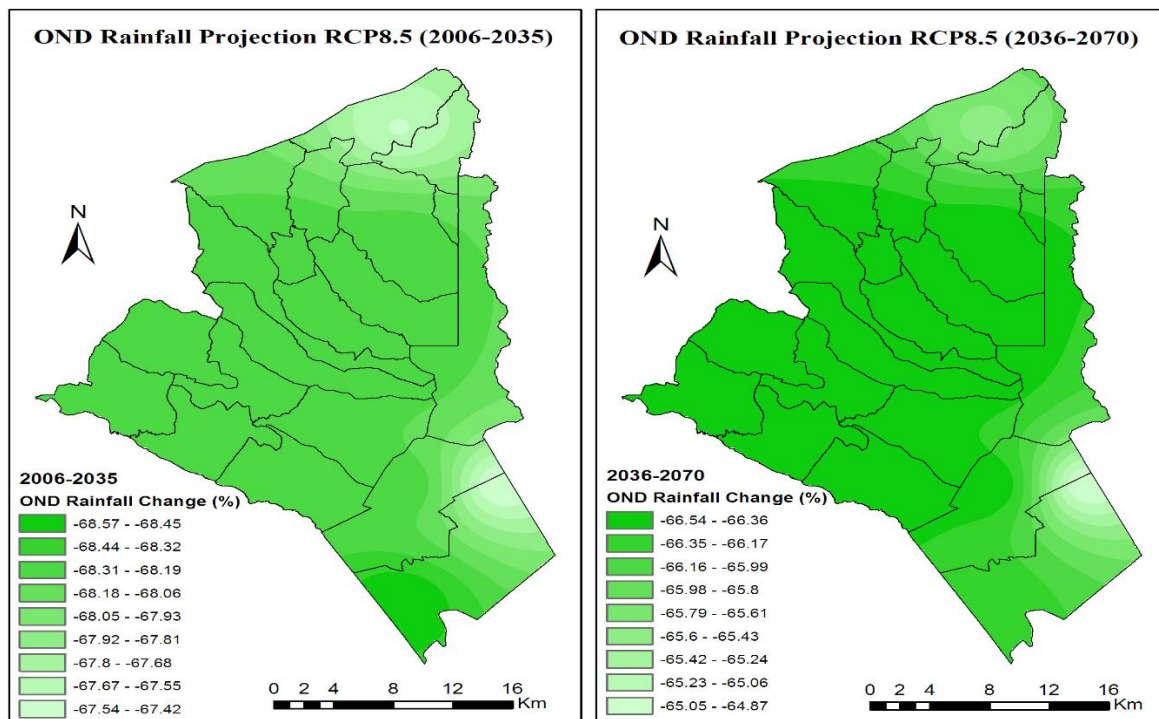 OND Rainfall Projection RCP8.5 (2006-2035)
N
2006-2035
OND Rainfall Change (%)
-68.57 - -68.45
-68.44 - -68.32
-68.31 - -68.19
-68.18 - -68.06
-68.05 - -67.93
-67.92 - -67.81
-67.8 - -67.68
-67.67 - -67.55
-67.54 - -67.42
0 2 4 8 12 16
Km
OND Rainfall Projection RCP8.5 (2036-2070)
N
2036-2070
OND Rainfall Change (%)
-66.54 - -66.36
-66.35 - -66.17
-66.16 - -65.99
-65.98 - -65.8
-65.79 - -65.61
-65.6 - -65.43
-65.42 - -65.24
-65.23 - -65.06
-65.05 - -64.87
0 2 4 8 12 16
Km